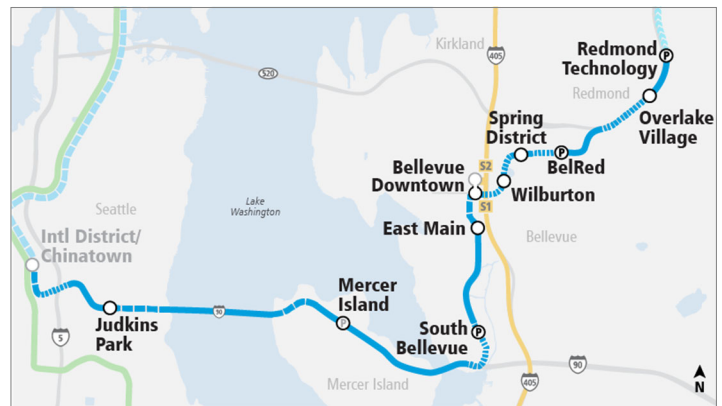 Kirkland
405
Redmond
Technology
P
520
Redmond
Spring
District
Overlake
Village
P
BelRed
Bellevue
Downtown
S2
Wilburton
S1
Seattle
Lake
Washington
East Main
Bellevue
Intl District/
Chinatown
Mercer
Island
P
90
Judkins
Park
South
Bellevue
P
5
90
Mercer Island
405
N